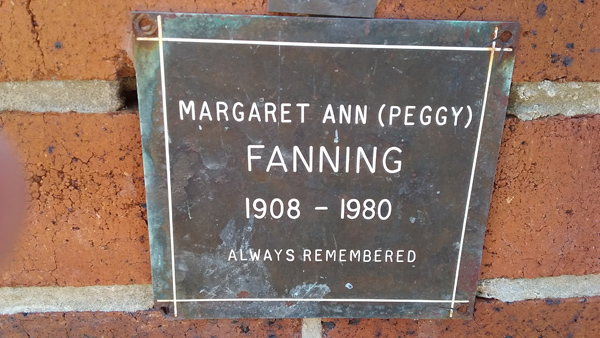 MARGARET ANN (PEGGY)
FANNING
1908 - 1980
ALWAYS REMEMBERED